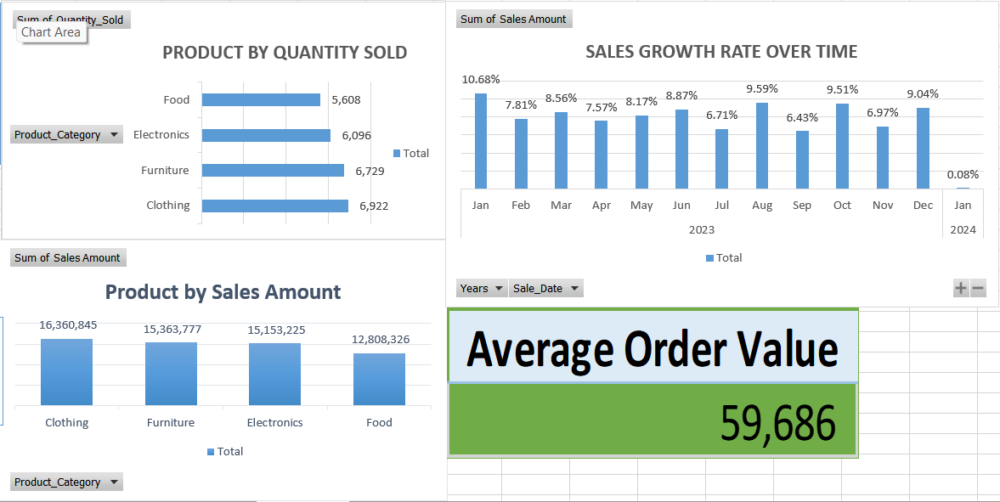 Sum of Quantity_Sold
Chart Area
PRODUCT BY QUANTITY SOLD
Food 5,608
Product_Category Electronics 6,096
Total
Furniture 6,729
Clothing 6,922
Sum of Sales Amount
SALES GROWTH RATE OVER TIME
10.68% 7.81% 8.56% 7.57% 8.17% 8.87% 6.71% 9.59% 6.43% 9.51% 6.97% 9.04% 0.08%
Jan Feb Mar Apr May Jun Jul Aug Sep Oct Nov Dec Jan
2023 2024
Total
Years Sale_Date
Sum of Sales Amount
Product by Sales Amount
16,360,845 15,363,777 15,153,225 12,808,326
Clothing Furniture Electronics Food
Total
Product_Category
Average Order Value
59,686